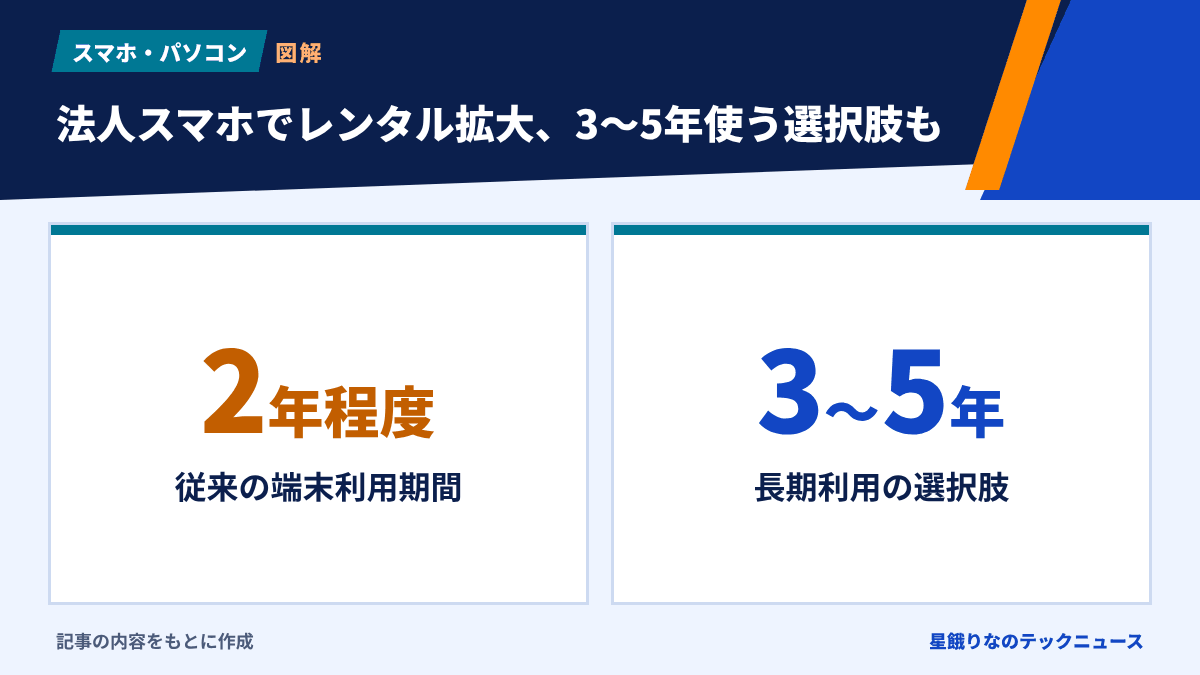 スマホ・パソコン 図解
法人スマホでレンタル拡大、3〜5年使う選択肢も
2年程度
従来の端末利用期間
3〜5年
長期利用の選択肢
記事の内容をもとに作成
星餓りなのテックニュース